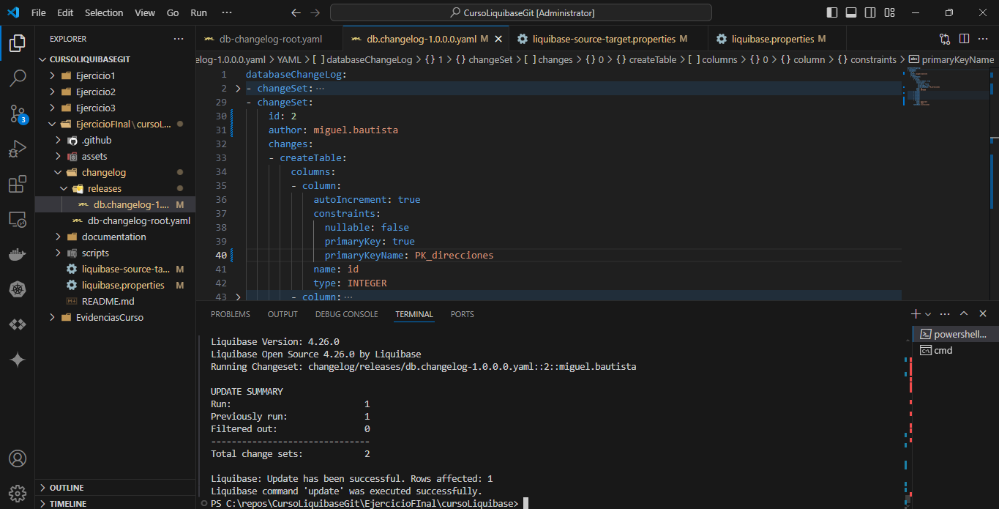 File Edit Selection View Go Run ···
CursoLiquibaseGit [Administrator]
EXPLORER
CURSOLIQUIBASEGIT
Ejercicio1
Ejercicio2
Ejercicio3
EjercicioFInal\cursoL...
.github
assets
changelog
releases
db.changelog-1.... M
db-changelog-root.yaml
documentation
scripts
liquibase-source-ta... M
liquibase.properties M
README.md
EvidenciasCurso
OUTLINE
TIMELINE
3
db-changelog-root.yaml
db.changelog-1.0.0.0.yaml M
liquibase-source-target.properties M
liquibase.properties M
elog-1.0.0.0.yaml > YAML > [ ] databaseChangeLog > {} 1 > {} changeSet > [ ] changes > {} 0 > {} createTable > [ ] columns > {} 0 > {} column > {} constraints > abc primaryKeyName
1 databaseChangeLog:
2 > - changeSet: ···
29 - changeSet:
30 id: 2
31 author: miguel.bautista
32 changes:
33 - createTable:
34 columns:
35 - column:
36 autoIncrement: true
37 constraints:
38 nullable: false
39 primaryKey: true
40 primaryKeyName: PK_direcciones
41 name: id
42 type: INTEGER
43 > - column: ···
PROBLEMS OUTPUT DEBUG CONSOLE TERMINAL PORTS
Liquibase Version: 4.26.0
Liquibase Open Source 4.26.0 by Liquibase
Running Changeset: changelog/releases/db.changelog-1.0.0.0.yaml::2::miguel.bautista
UPDATE SUMMARY
Run: 1
Previously run: 1
Filtered out: 0
-------------------------------
Total change sets: 2
Liquibase: Update has been successful. Rows affected: 1
Liquibase command 'update' was executed successfully.
PS C:\repos\CursoLiquibaseGit\EjercicioFInal\cursoLiquibase>
powershell...
cmd